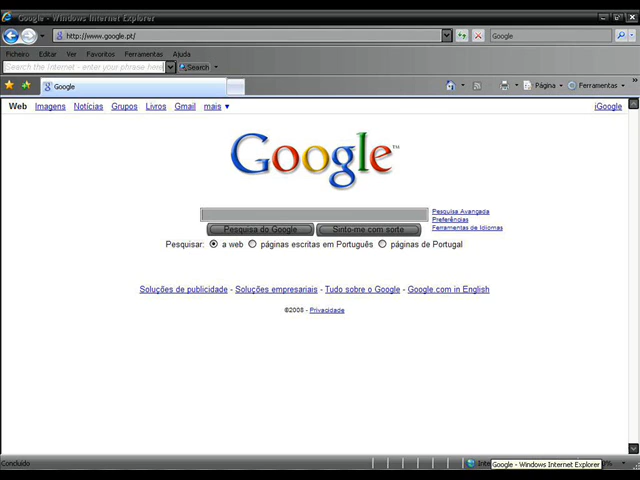 Google - Windows Internet Explorer
http://www.google.pt/
Google
Ficheiro Editar Ver Favoritos Ferramentas Ajuda
Search the Internet - enter your phrase here
Search
Google
Página
Ferramentas
Web Imagens Notícias Grupos Livros Gmail mais ▼
iGoogle
Google™
Pesquisa Avançada
Preferências
Ferramentas de Idiomas
Pesquisa do Google Sinto-me com sorte
Pesquisar: a web páginas escritas em Português páginas de Portugal
Soluções de publicidade - Soluções empresariais - Tudo sobre o Google - Google.com in English
©2008 - Privacidade
Concluído
Google - Windows Internet Explorer